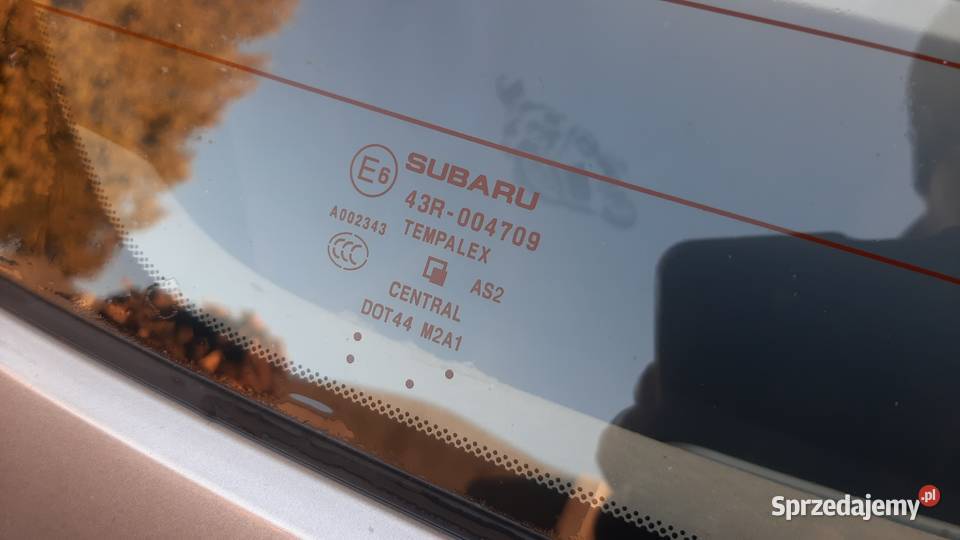 E6 SUBARU
43R-004709
A002343 TEMPALEX
CCC
AS2
CENTRAL
DOT44 M2A1
Sprzedajemy.pl